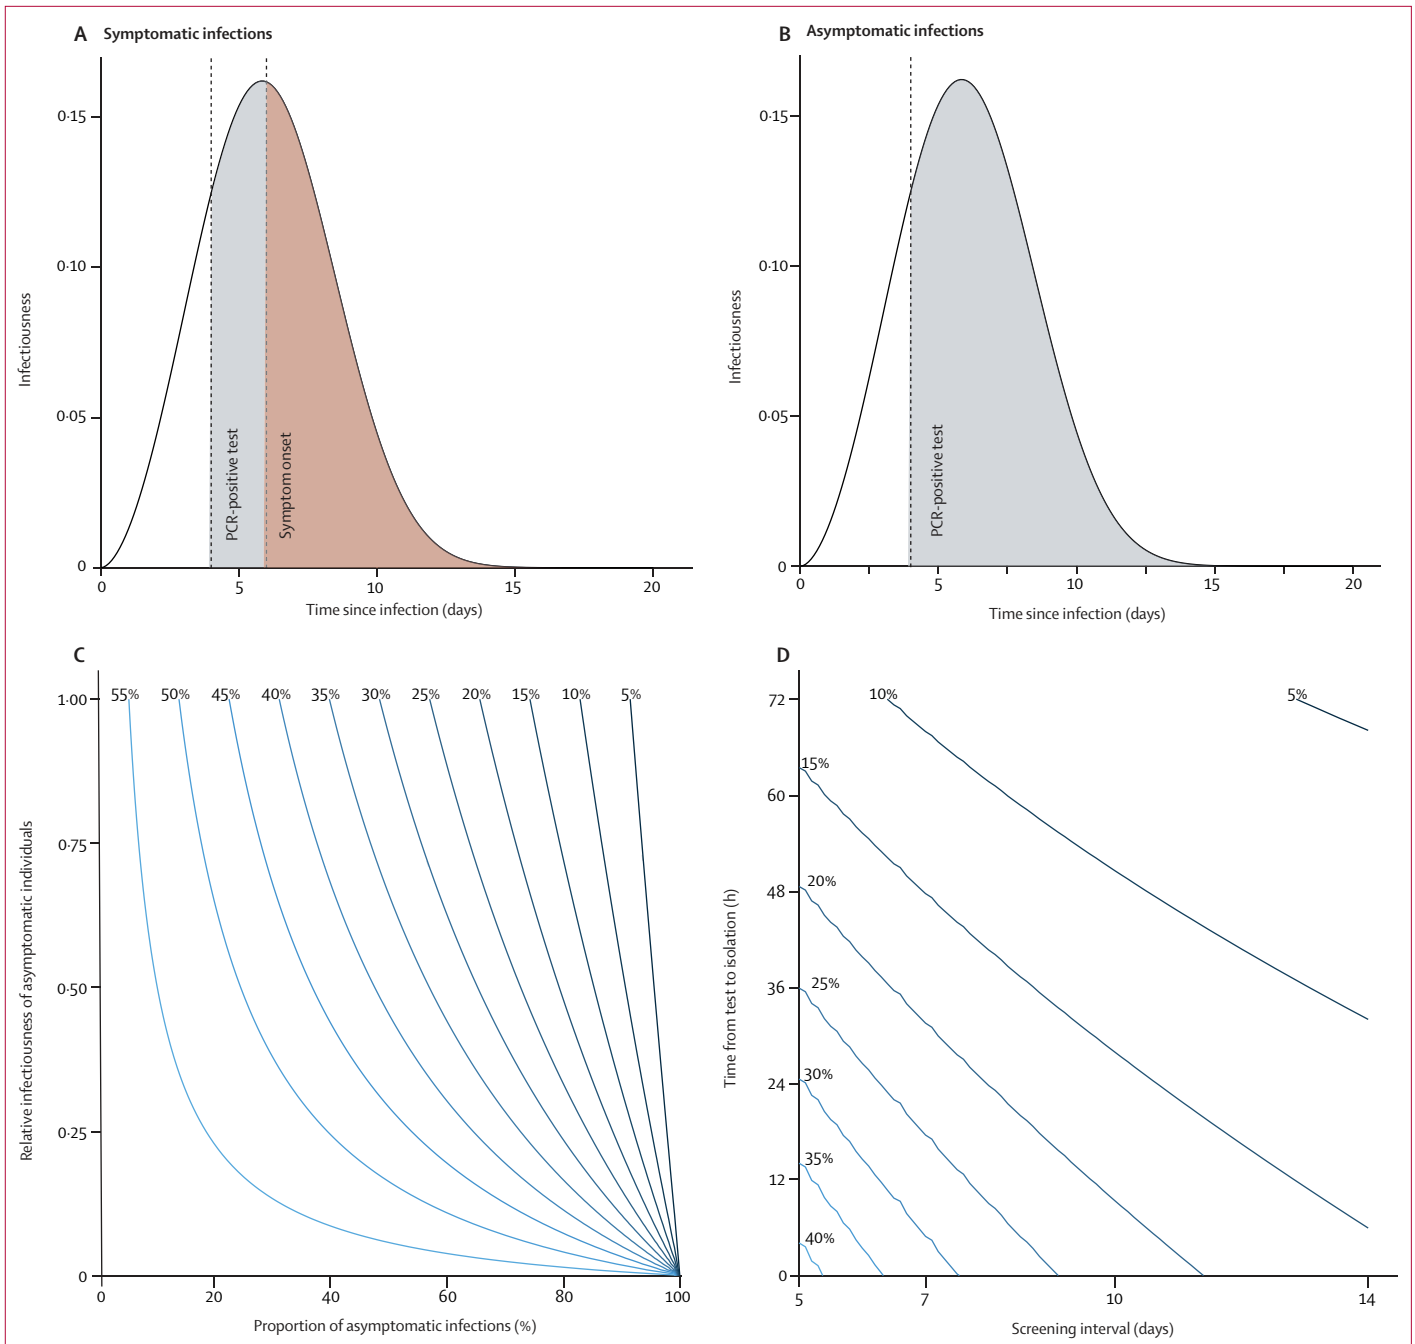 A Symptomatic infections
0·15
0·10
0·05
0
Infectiousness
PCR-positive test
Symptom onset
0 5 10 15 20
Time since infection (days)
B Asymptomatic infections
0·15
0·10
0·05
0
Infectiousness
PCR-positive test
0 5 10 15 20
Time since infection (days)
C
55% 50% 45% 40% 35% 30% 25% 20% 15% 10% 5%
1·00
0·75
0·50
0·25
0
Relative infectiousness of asymptomatic individuals
0 20 40 60 80 100
Proportion of asymptomatic infections (%)
D
10% 5%
15%
20%
25%
30%
35%
40%
72
60
48
36
24
12
0
Time from test to isolation (h)
5 7 10 14
Screening interval (days)